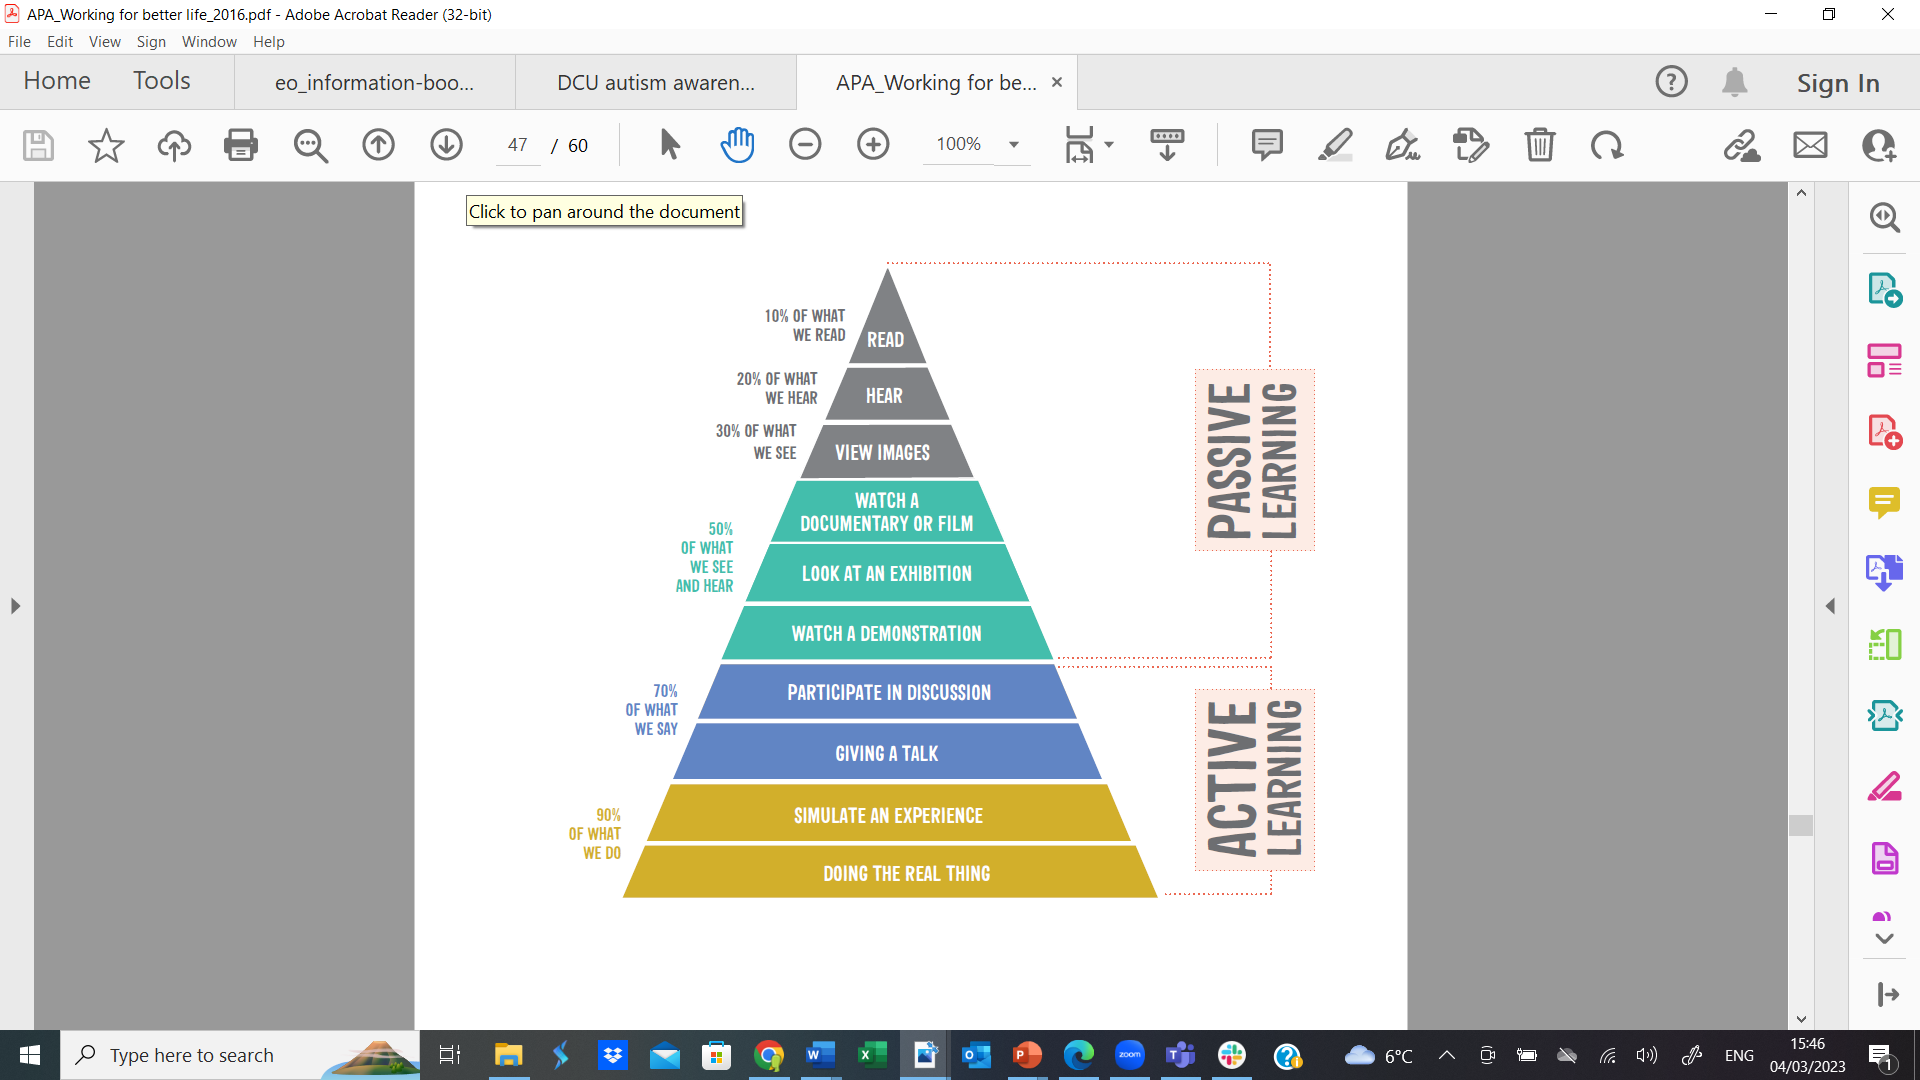 APA_Working for better life_2016.pdf - Adobe Acrobat Reader (32-bit)
File Edit View Sign Window Help
Home Tools eo_information-boo... DCU autism awaren... APA_Working for be... × Sign In
47 / 60 100%
Click to pan around the document
10% OF WHAT
WE READ
READ
20% OF WHAT
WE HEAR
HEAR
30% OF WHAT
WE SEE
VIEW IMAGES
50%
OF WHAT
WE SEE
AND HEAR
WATCH A
DOCUMENTARY OR FILM
LOOK AT AN EXHIBITION
WATCH A DEMONSTRATION
PASSIVE
LEARNING
70%
OF WHAT
WE SAY
PARTICIPATE IN DISCUSSION
GIVING A TALK
90%
OF WHAT
WE DO
SIMULATE AN EXPERIENCE
DOING THE REAL THING
ACTIVE
LEARNING
Type here to search
zoom
6°C
ENG
15:46
04/03/2023
1